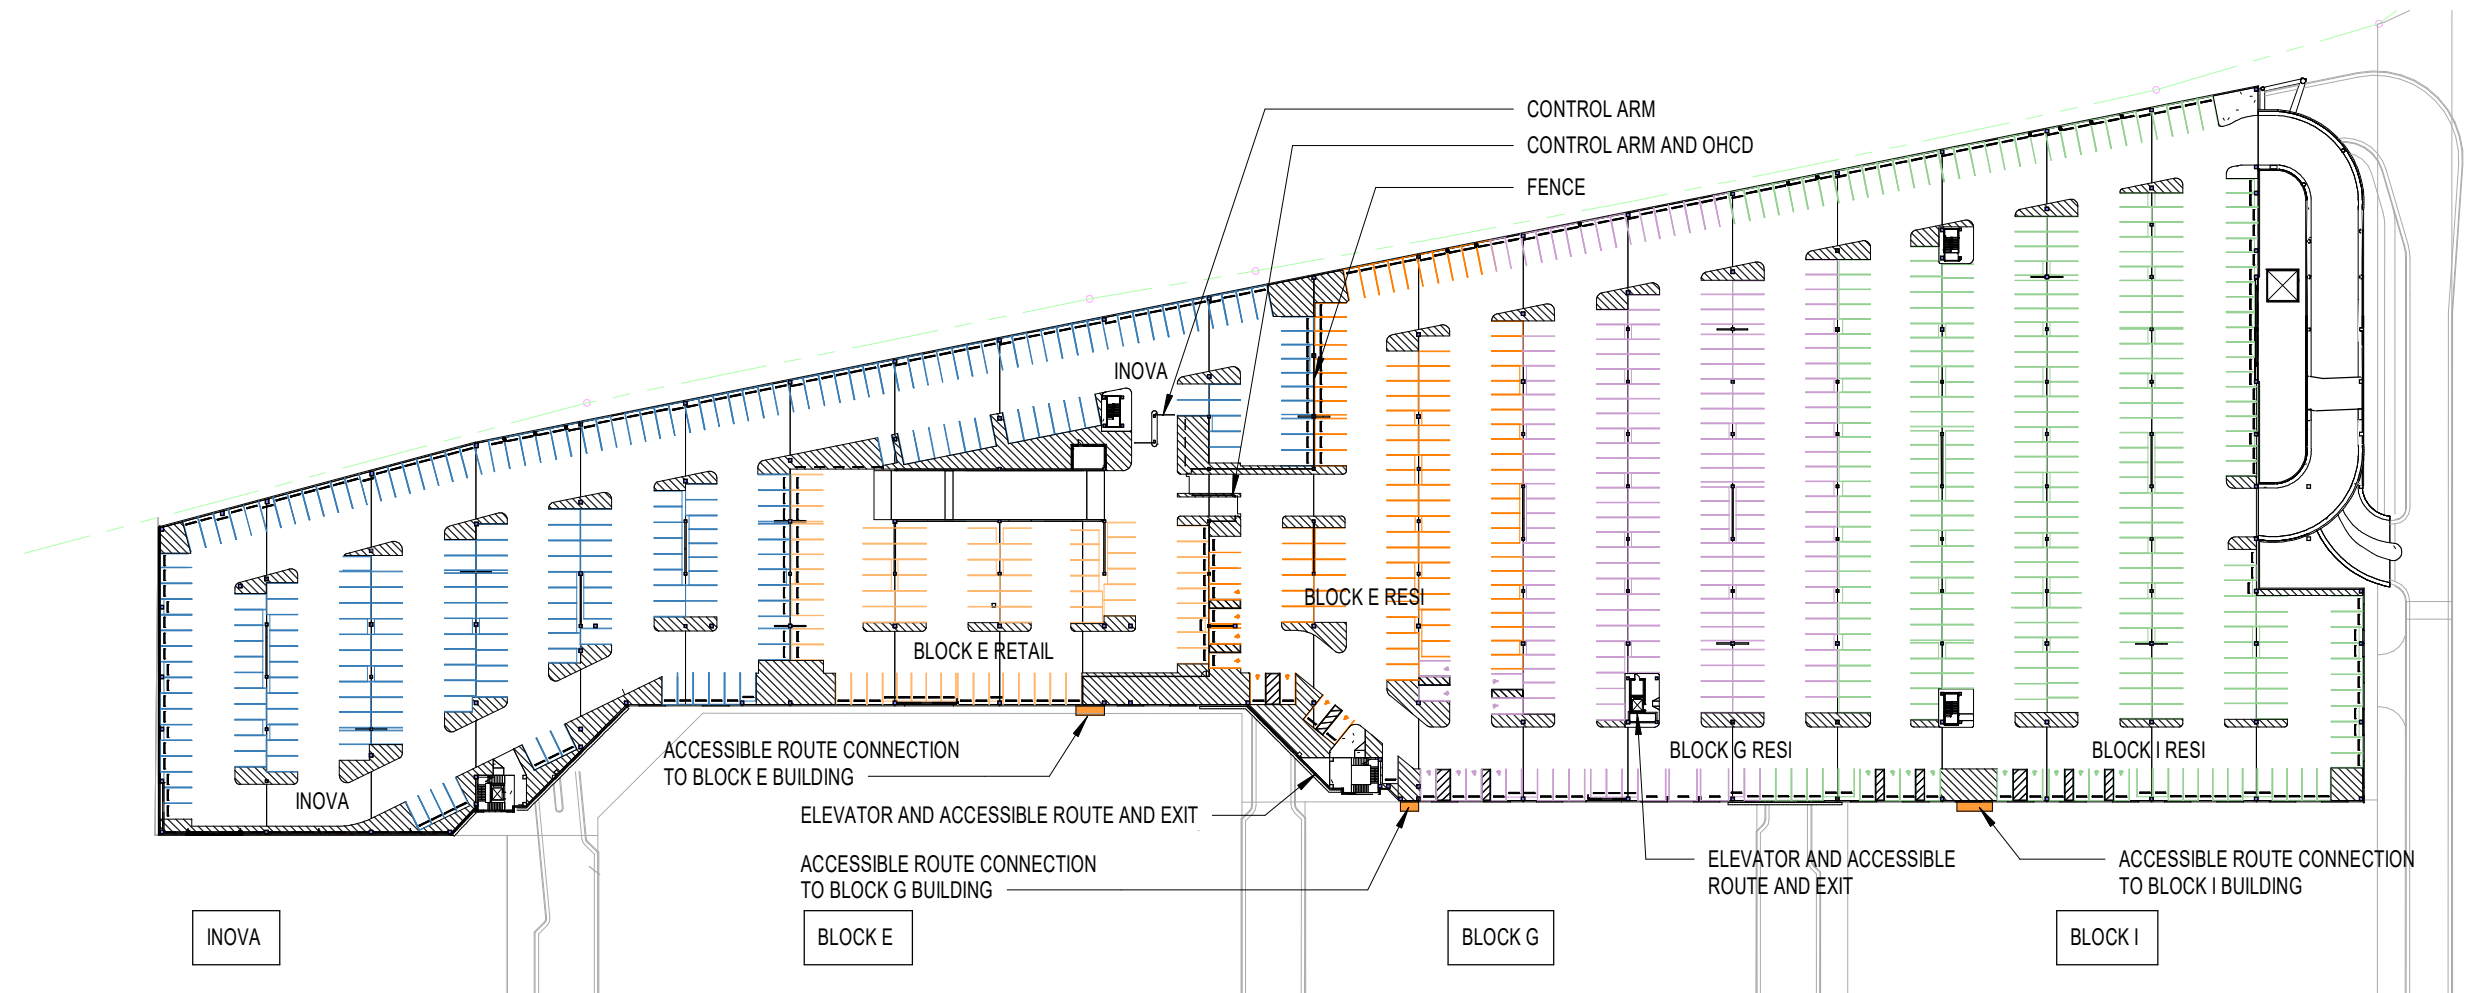 CONTROL ARM
CONTROL ARM AND OHCD
FENCE
INOVA
BLOCK E RESI
BLOCK E RETAIL
ACCESSIBLE ROUTE CONNECTION
TO BLOCK E BUILDING
BLOCK G RESI
BLOCK I RESI
INOVA
ELEVATOR AND ACCESSIBLE ROUTE AND EXIT
ACCESSIBLE ROUTE CONNECTION
TO BLOCK G BUILDING
ELEVATOR AND ACCESSIBLE
ROUTE AND EXIT
ACCESSIBLE ROUTE CONNECTION
TO BLOCK I BUILDING
INOVA
BLOCK E
BLOCK G
BLOCK I